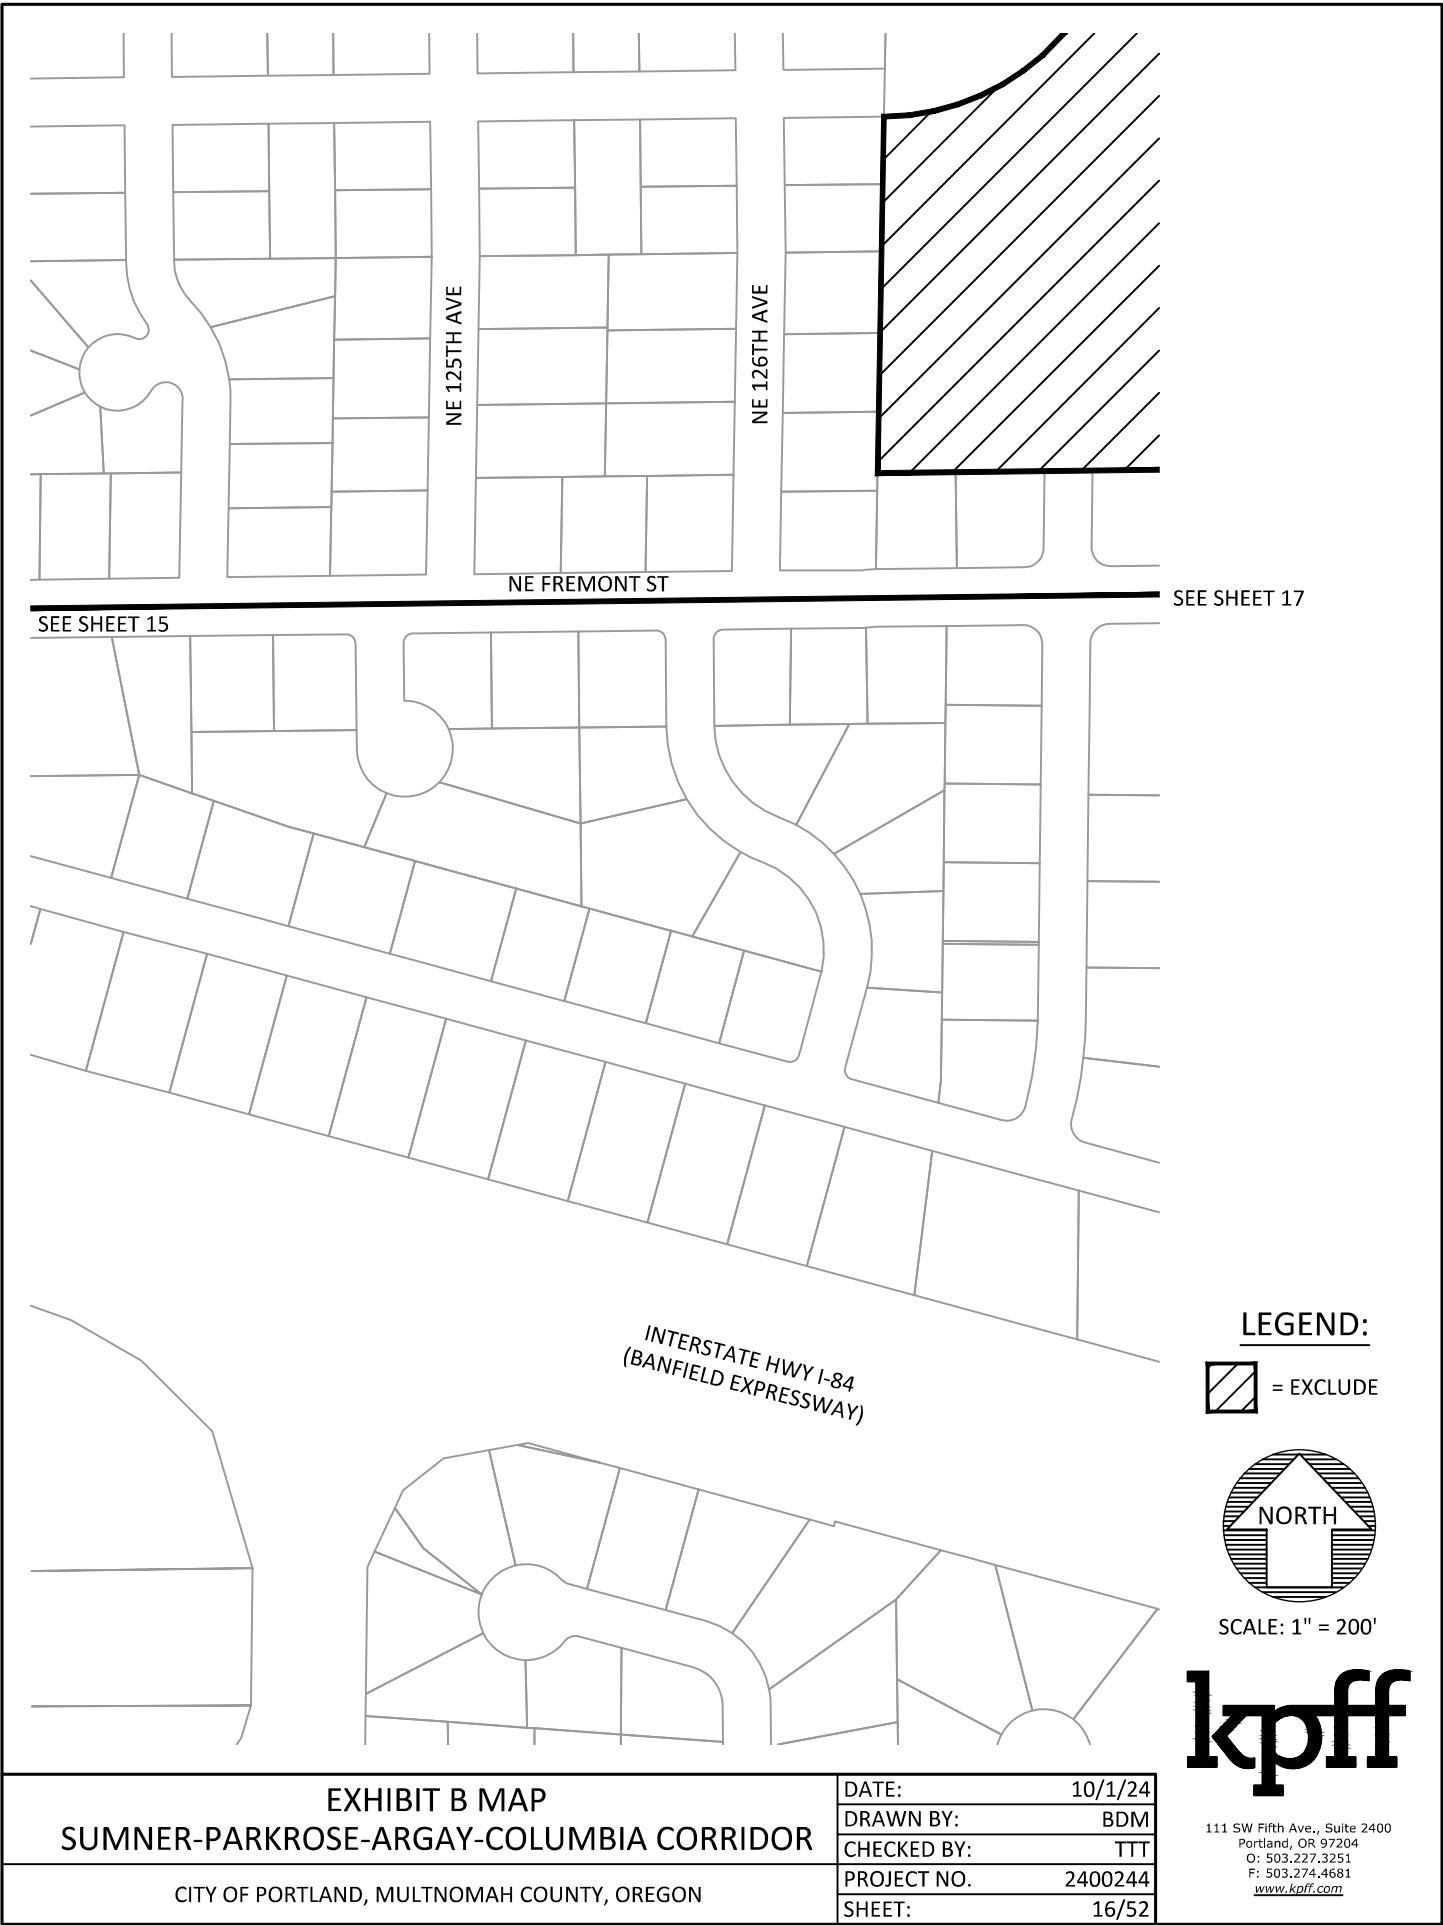 NE 125TH AVE
NE 126TH AVE
NE FREMONT ST
SEE SHEET 15
SEE SHEET 17
INTERSTATE HWY I-84
(BANFIELD EXPRESSWAY)
LEGEND:
= EXCLUDE
NORTH
SCALE: 1" = 200'
kpff
111 SW Fifth Ave., Suite 2400
Portland, OR 97204
O: 503.227.3251
F: 503.274.4681
www.kpff.com
EXHIBIT B MAP
SUMNER-PARKROSE-ARGAY-COLUMBIA CORRIDOR
CITY OF PORTLAND, MULTNOMAH COUNTY, OREGON
DATE: 10/1/24
DRAWN BY: BDM
CHECKED BY: TTT
PROJECT NO. 2400244
SHEET: 16/52